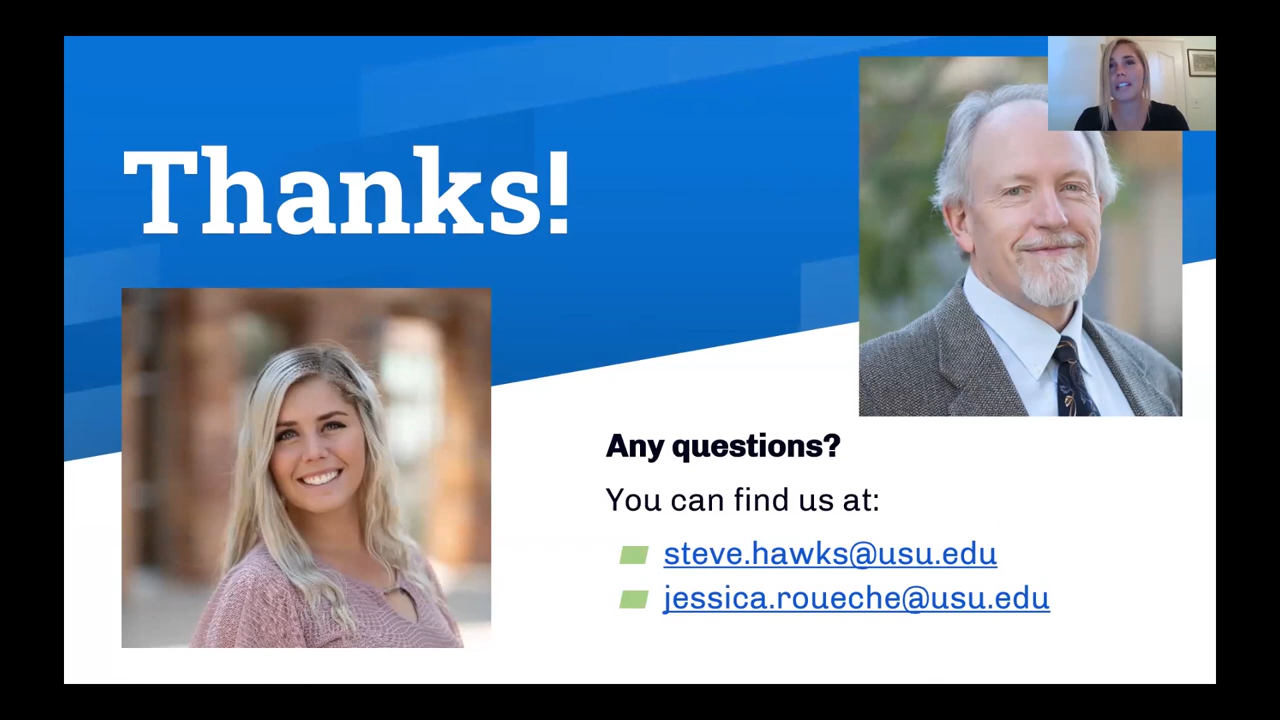 Thanks!
Any questions?
You can find us at:
steve.hawks@usu.edu
jessica.roueche@usu.edu